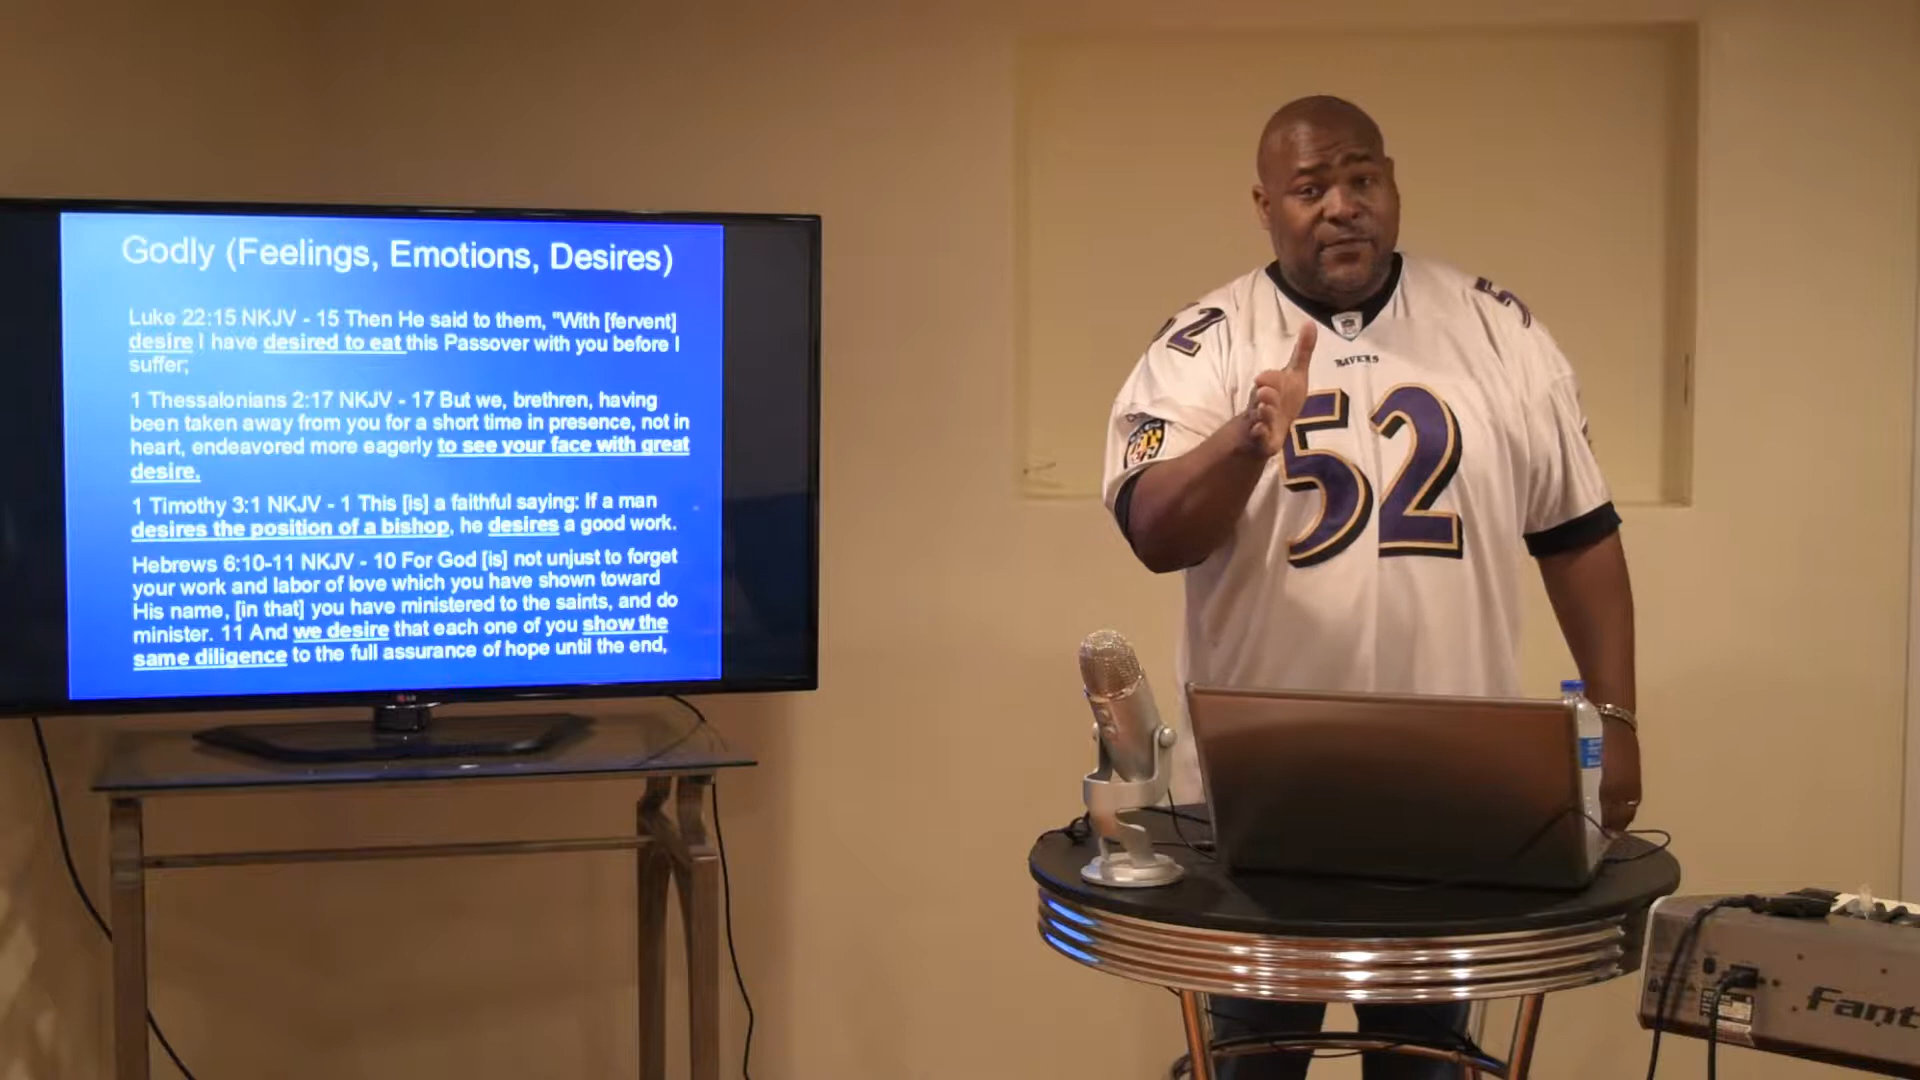 Godly (Feelings, Emotions, Desires)
Luke 22:15 NKJV - 15 Then He said to them, "With [fervent]
desire I have desired to eat this Passover with you before I
suffer;
1 Thessalonians 2:17 NKJV - 17 But we, brethren, having
been taken away from you for a short time in presence, not in
heart, endeavored more eagerly to see your face with great
desire.
1 Timothy 3:1 NKJV - 1 This [is] a faithful saying: If a man
desires the position of a bishop, he desires a good work.
Hebrews 6:10-11 NKJV - 10 For God [is] not unjust to forget
your work and labor of love which you have shown toward
His name, [in that] you have ministered to the saints, and do
minister. 11 And we desire that each one of you show the
same diligence to the full assurance of hope until the end,
LG
52
52
RAVENS
52
Fant